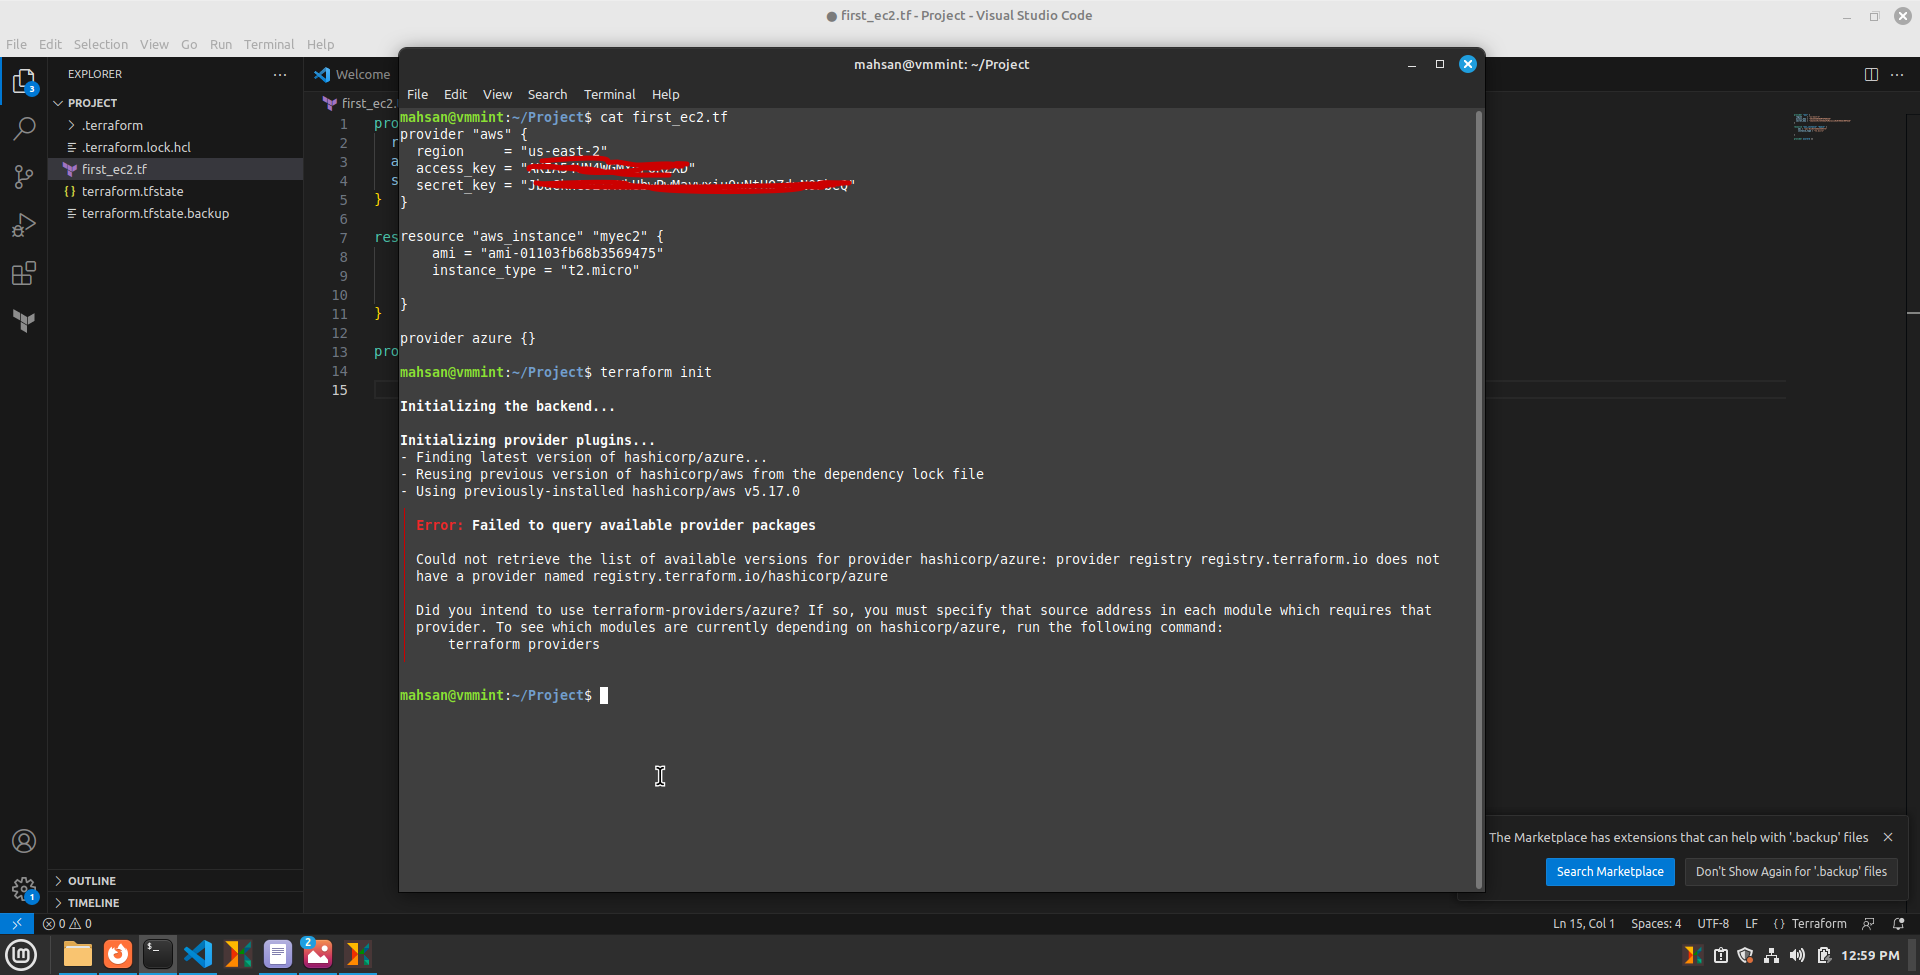 first_ec2.tf - Project - Visual Studio Code
File Edit Selection View Go Run Terminal Help
EXPLORER
PROJECT
.terraform
.terraform.lock.hcl
first_ec2.tf
terraform.tfstate
terraform.tfstate.backup
OUTLINE
TIMELINE
3
1
Welcome
first_ec2.
1 pro
2 r
3 a
4 s
5 }
6
7 res
8
9
10
11 }
12
13 pro
14
15
mahsan@vmmint: ~/Project
File Edit View Search Terminal Help
mahsan@vmmint:~/Project$ cat first_ec2.tf
provider "aws" {
region = "us-east-2"
access_key = "
secret_key = "
}
resource "aws_instance" "myec2" {
ami = "ami-01103fb68b3569475"
instance_type = "t2.micro"
}
provider azure {}
mahsan@vmmint:~/Project$ terraform init
Initializing the backend...
Initializing provider plugins...
- Finding latest version of hashicorp/azure...
- Reusing previous version of hashicorp/aws from the dependency lock file
- Using previously-installed hashicorp/aws v5.17.0
Error: Failed to query available provider packages
Could not retrieve the list of available versions for provider hashicorp/azure: provider registry registry.terraform.io does not
have a provider named registry.terraform.io/hashicorp/azure
Did you intend to use terraform-providers/azure? If so, you must specify that source address in each module which requires that
provider. To see which modules are currently depending on hashicorp/azure, run the following command:
terraform providers
mahsan@vmmint:~/Project$
The Marketplace has extensions that can help with '.backup' files
Search Marketplace
Don't Show Again for '.backup' files
0 0
Ln 15, Col 1 Spaces: 4 UTF-8 LF {} Terraform
2
12:59 PM